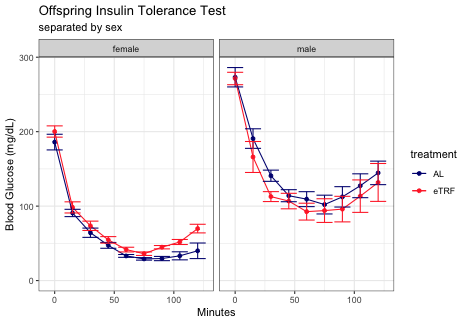 Offspring Insulin Tolerance Test
separated by sex
female
male
300
200
100
0
Blood Glucose (mg/dL)
0
50
100
0
50
100
Minutes
treatment
AL
eTRF